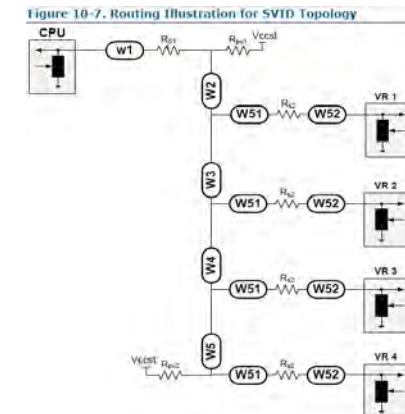 Figure 10-7. Routing Illustration for SVID Topology
CPU
w1
Rs1
Rpu1
Vccst
W2
VR 1
W51
Rs2
W52
W3
VR 2
W51
Rs2
W52
W4
VR 3
W51
Rs2
W52
W5
VR 4
Vccst
Rpu2
W51
Rs2
W52